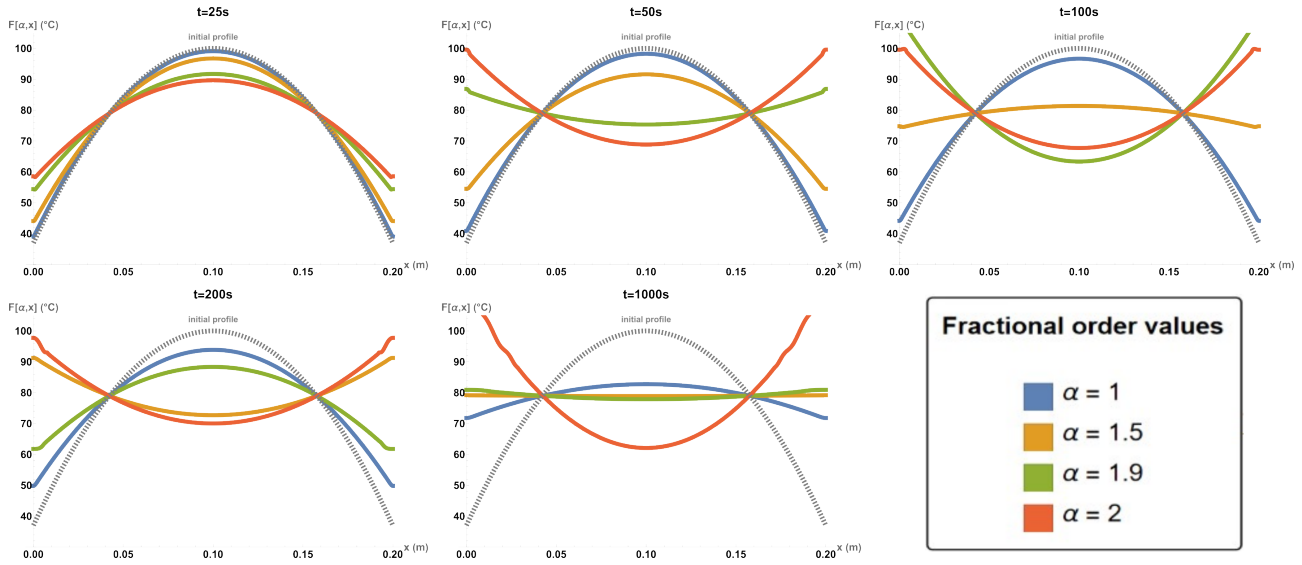 t=25s
F[α,x] (°C)
initial profile
100
90
80
70
60
50
40
0.00 0.05 0.10 0.15 0.20
x (m)
t=50s
F[α,x] (°C)
initial profile
100
90
80
70
60
50
40
0.00 0.05 0.10 0.15 0.20
x (m)
t=100s
F[α,x] (°C)
initial profile
100
90
80
70
60
50
40
0.00 0.05 0.10 0.15 0.20
x (m)
t=200s
F[α,x] (°C)
initial profile
100
90
80
70
60
50
40
0.00 0.05 0.10 0.15 0.20
x (m)
t=1000s
F[α,x] (°C)
initial profile
100
90
80
70
60
50
40
0.00 0.05 0.10 0.15 0.20
x (m)
Fractional order values
α = 1
α = 1.5
α = 1.9
α = 2